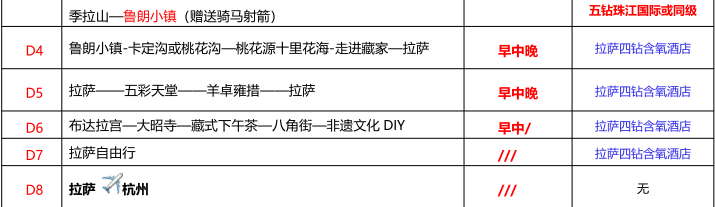 季拉山—鲁朗小镇（赠送骑马射箭） 五钻珠江国际或同级
D4 鲁朗小镇-卡定沟或桃花沟—桃花源十里花海-走进藏家—拉萨 早中晚 拉萨四钻含氧酒店
D5 拉萨——五彩天堂——羊卓雍措——拉萨 早中晚 拉萨四钻含氧酒店
D6 布达拉宫—大昭寺—藏式下午茶—八角街—非遗文化 DIY 早中/ 拉萨四钻含氧酒店
D7 拉萨自由行 /// 拉萨四钻含氧酒店
D8 拉萨 杭州 /// 无